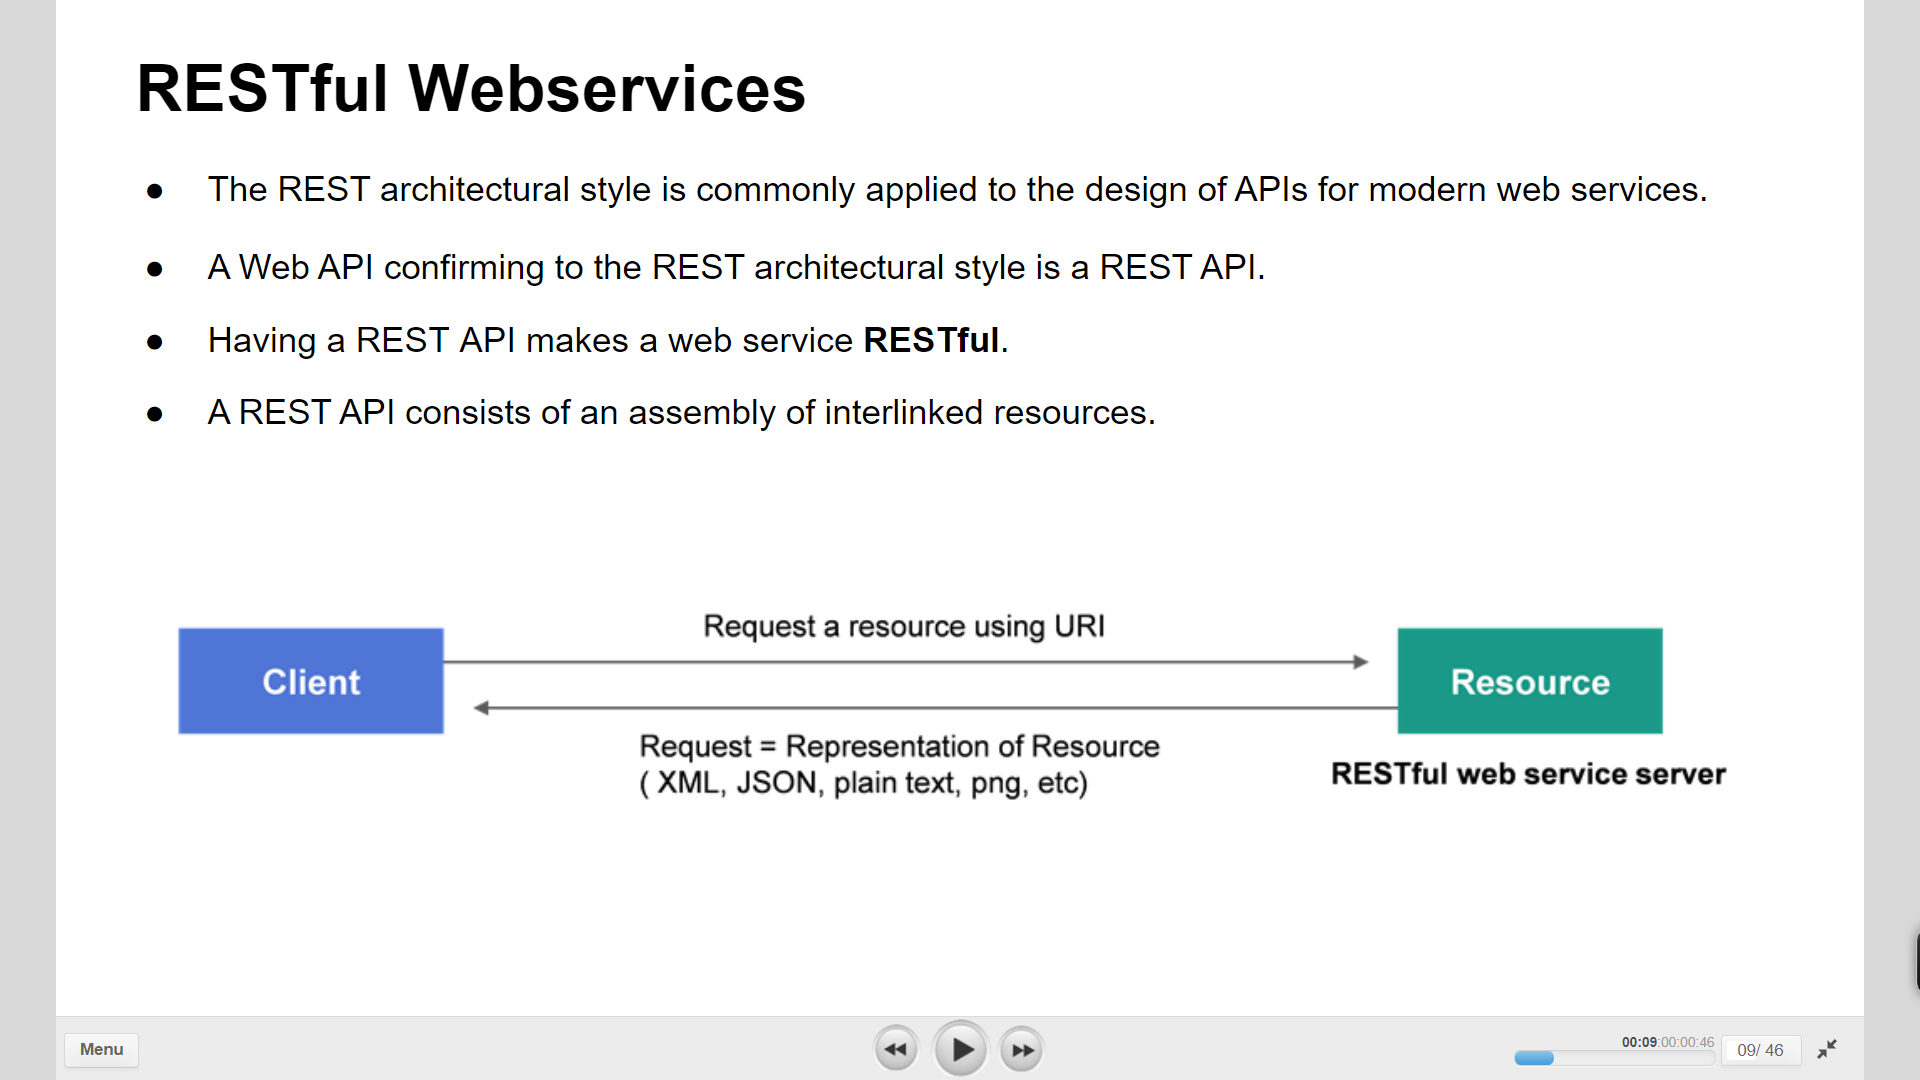 RESTful Webservices
● The REST architectural style is commonly applied to the design of APIs for modern web services.
● A Web API confirming to the REST architectural style is a REST API.
● Having a REST API makes a web service RESTful.
● A REST API consists of an assembly of interlinked resources.
Request a resource using URI
Client
Resource
Request = Representation of Resource
( XML, JSON, plain text, png, etc)
RESTful web service server
Menu
00:09:00:00:46
09/ 46